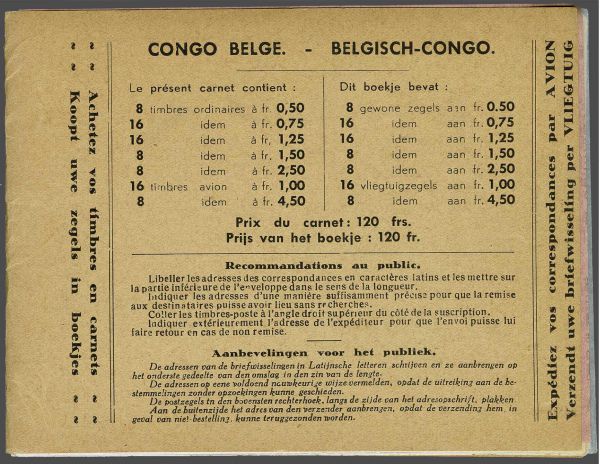 CONGO BELGE. - BELGISCH-CONGO.
Le présent carnet contient :
8 timbres ordinaires à fr. 0,50
16 idem à fr. 0,75
16 idem à fr. 1,25
8 idem à fr. 1,50
8 idem à fr. 2,50
16 timbres avion à fr. 1,00
8 idem à fr. 4,50
Dit boekje bevat :
8 gewone zegels aan fr. 0.50
16 idem aan fr. 0,75
16 idem aan fr. 1,25
8 idem aan fr. 1,50
8 idem aan fr. 2,50
16 vliegtuigzegels aan fr. 1,00
8 idem aan fr. 4,50
Prix du carnet : 120 frs.
Prijs van het boekje : 120 fr.
Recommandations au public.
Libeller les adresses des correspondances en caractères latins et les mettre sur
la partie inférieure de l'enveloppe dans le sens de la longueur.
Indiquer les adresses d'une manière suffisamment précise pour que la remise
aux destinataires puisse avoir lieu sans recherches.
Coller les timbres-poste à l'angle droit supérieur du côté de la suscription.
Indiquer extérieurement l'adresse de l'expéditeur pour que l'envoi puisse lui
faire retour en cas de non remise.
Aanbevelingen voor het publiek.
De adressen van de briefwisselingen in Latijnsche letteren schrijven en ze aanbrengen op
het onderste gedeelte van den omslag in den zin van de lengte.
De adressen op eene voldoend nauwkeurige wijze vermelden, opdat de uitreiking aan de be-
stemmelingen zonder opzoekingen kunne geschieden.
De postzegels in den bovensten rechterhoek, langs de zijde van het adresopschrift, plakken.
Aan de buitenzijde het adres van den verzender aanbrengen, opdat de verzending hem, in
geval van niet-bestelling, kunne teruggezonden worden.
Achetez vos timbres en carnets
Koopt uwe zegels in boekjes
Expédiez vos correspondances par AVION
Verzendt uwe briefwisseling per VLIEGTUIG